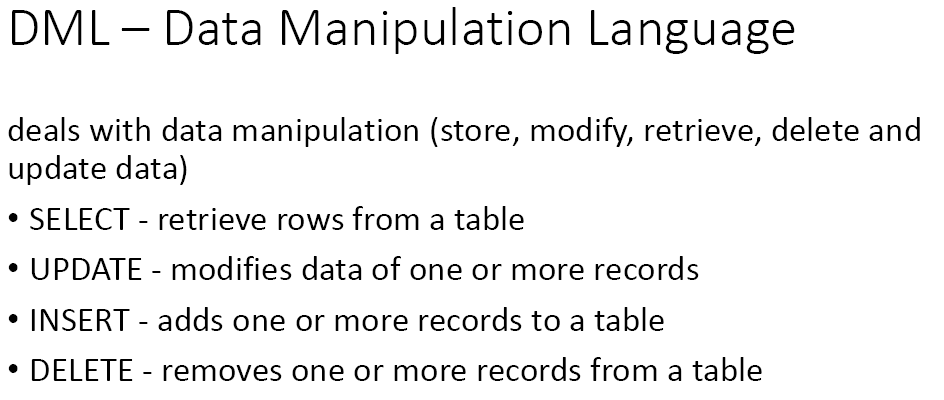 DML – Data Manipulation Language
deals with data manipulation (store, modify, retrieve, delete and
update data)
• SELECT - retrieve rows from a table
• UPDATE - modifies data of one or more records
• INSERT - adds one or more records to a table
• DELETE - removes one or more records from a table